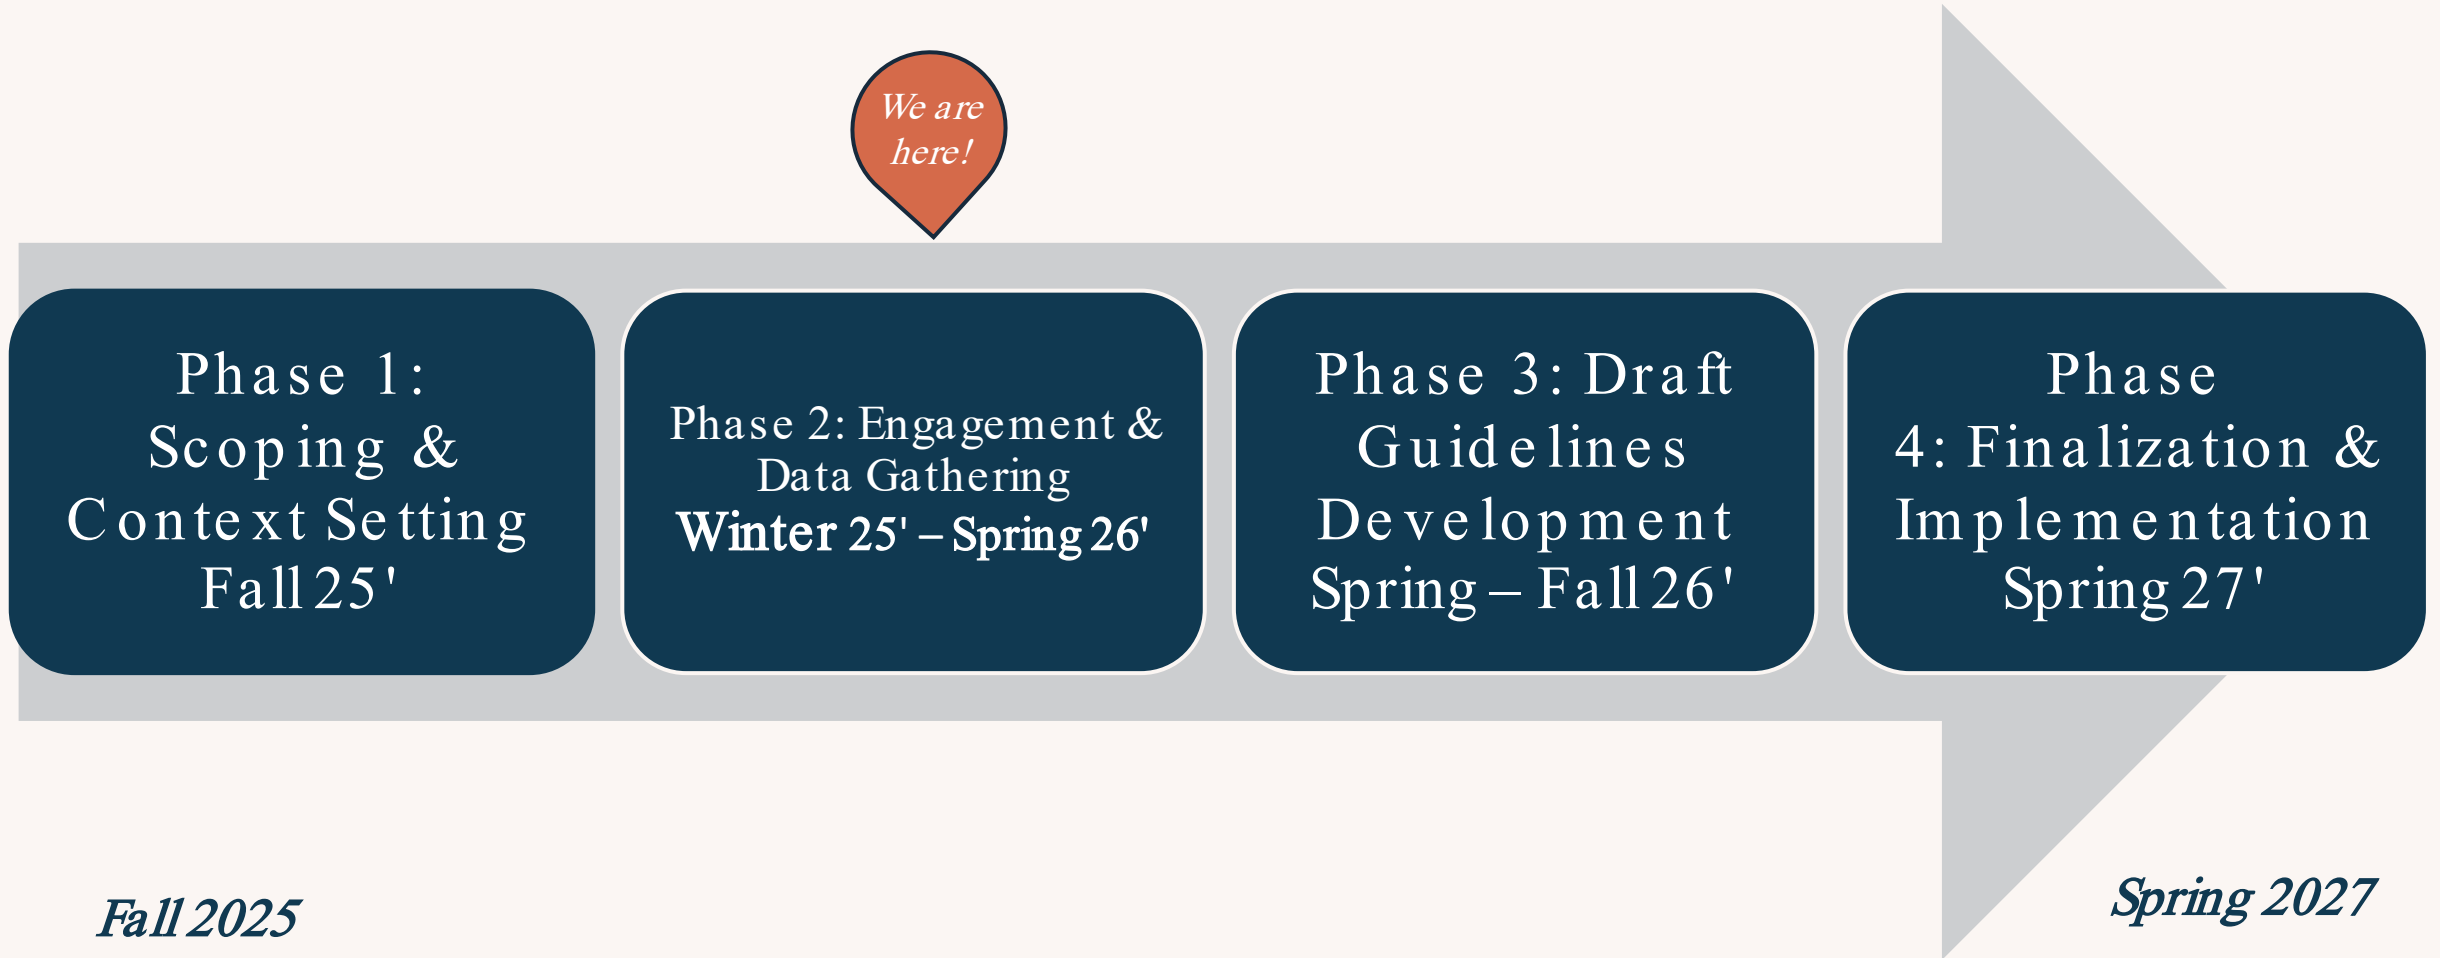 We are
here!
Phase 1:
Scoping &
Context Setting
Fall 25'
Phase 2: Engagement &
Data Gathering
Winter 25' – Spring 26'
Phase 3: Draft
Guidelines
Development
Spring – Fall 26'
Phase
4: Finalization &
Implementation
Spring 27'
Fall 2025
Spring 2027